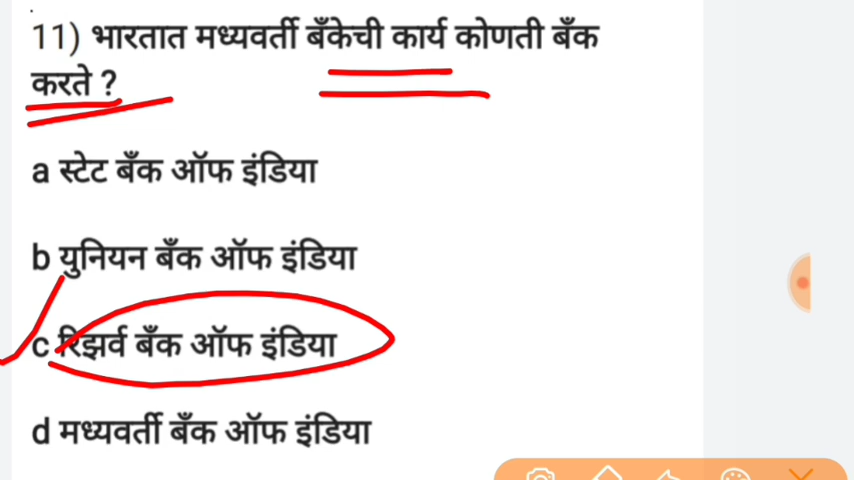 11) भारतात मध्यवर्ती बँकेची कार्य कोणती बँक
करते ?
a स्टेट बँक ऑफ इंडिया
b युनियन बँक ऑफ इंडिया
c रिझर्व बँक ऑफ इंडिया
d मध्यवर्ती बँक ऑफ इंडिया